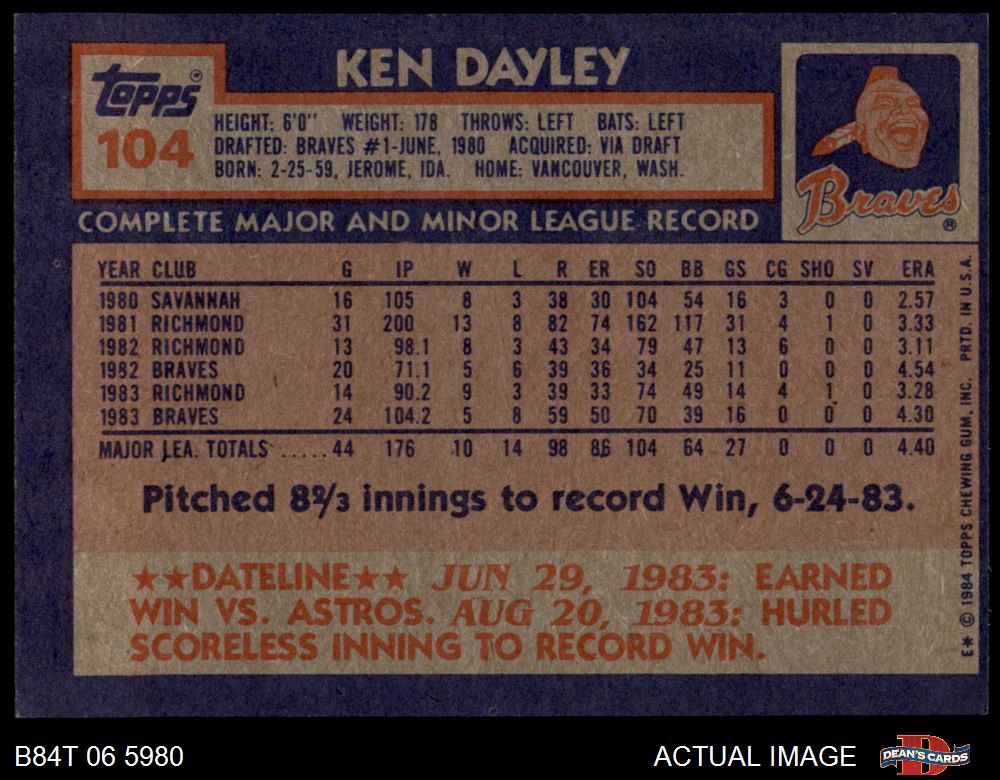 KEN DAYLEY
Topps®
104
HEIGHT: 6'0" WEIGHT: 178 THROWS: LEFT BATS: LEFT
DRAFTED: BRAVES #1-JUNE, 1980 ACQUIRED: VIA DRAFT
BORN: 2-25-59, JEROME, IDA. HOME: VANCOUVER, WASH.
Braves®
COMPLETE MAJOR AND MINOR LEAGUE RECORD
YEAR CLUB G IP W L R ER SO BB GS CG SHO SV ERA
1980 SAVANNAH 16 105 8 3 38 30 104 54 16 3 0 0 2.57
1981 RICHMOND 31 200 13 8 82 74 162 117 31 4 1 0 3.33
1982 RICHMOND 13 98.1 8 3 43 34 79 47 13 6 0 0 3.11
1982 BRAVES 20 71.1 5 6 39 36 34 25 11 0 0 0 4.54
1983 RICHMOND 14 90.2 9 3 39 33 74 49 14 4 1 0 3.28
1983 BRAVES 24 104.2 5 8 59 50 70 39 16 0 0 0 4.30
MAJOR LEA. TOTALS ..... 44 176 10 14 98 86 104 64 27 0 0 0 4.40
Pitched 8⅔ innings to record Win, 6-24-83.
★★DATELINE★★ JUN 29, 1983: EARNED
WIN VS. ASTROS. AUG 20, 1983: HURLED
SCORELESS INNING TO RECORD WIN.
E* © 1984 TOPPS CHEWING GUM, INC. PRTD. IN U.S.A.
B84T 06 5980
ACTUAL IMAGE
DEAN'S CARDS